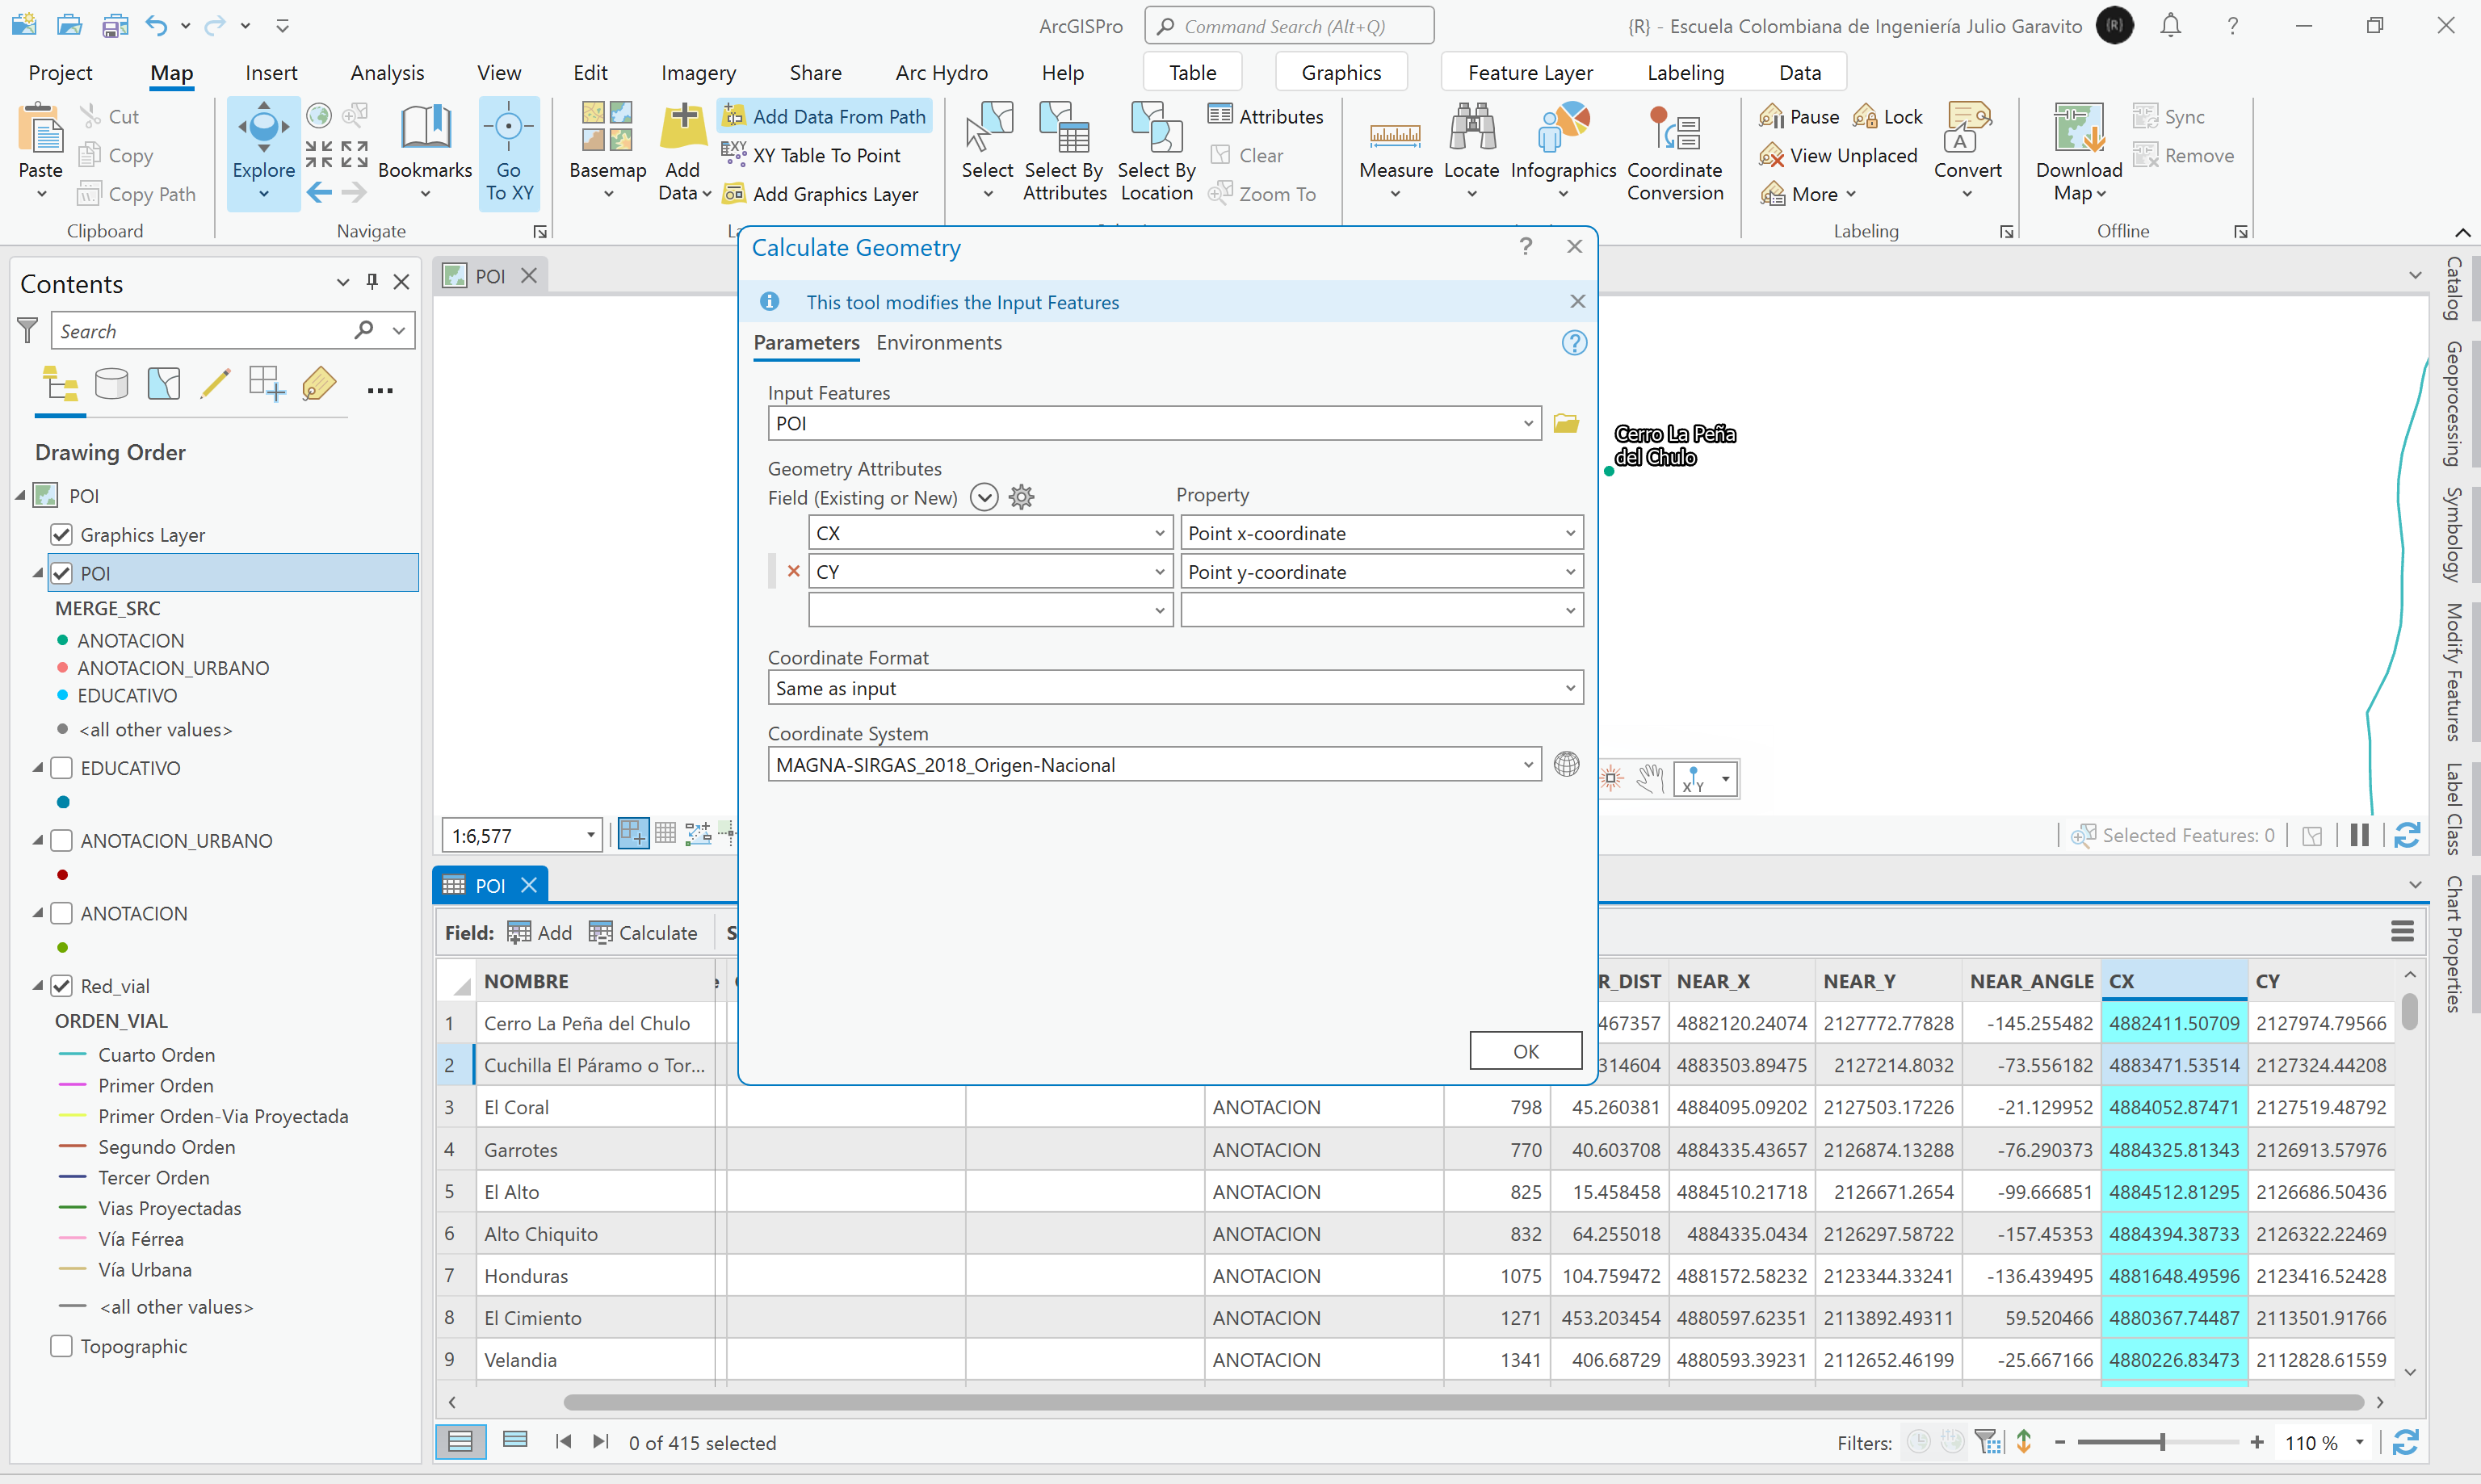 ArcGISPro
Command Search (Alt+Q)
{R} - Escuela Colombiana de Ingeniería Julio Garavito
{R}
?
Project Map Insert Analysis View Edit Imagery Share Arc Hydro Help Table Graphics Feature Layer Labeling Data
Paste
Cut
Copy
Copy Path
Clipboard
Explore
Bookmarks
Go To XY
Navigate
Basemap
Add Data
Add Data From Path
XY Table To Point
Add Graphics Layer
Select
Select By Attributes
Select By Location
Attributes
Clear
Zoom To
Measure
Locate
Infographics
Coordinate Conversion
Pause
Lock
View Unplaced
More
Convert
Labeling
Download Map
Sync
Remove
Offline
Contents
Search
Drawing Order
POI
Graphics Layer
POI
MERGE_SRC
ANOTACION
ANOTACION_URBANO
EDUCATIVO
<all other values>
EDUCATIVO
ANOTACION_URBANO
ANOTACION
Red_vial
ORDEN_VIAL
Cuarto Orden
Primer Orden
Primer Orden-Via Proyectada
Segundo Orden
Tercer Orden
Vias Proyectadas
Vía Férrea
Vía Urbana
<all other values>
Topographic
POI
Calculate Geometry
?
This tool modifies the Input Features
Parameters Environments
Input Features
POI
Geometry Attributes
Field (Existing or New) Property
CX Point x-coordinate
CY Point y-coordinate
Coordinate Format
Same as input
Coordinate System
MAGNA-SIRGAS_2018_Origen-Nacional
OK
Cerro La Peña
del Chulo
1:6,577
Selected Features: 0
Catalog
Geoprocessing
Symbology
Modify Features
Label Class
Chart Properties
POI
Field: Add Calculate
NOMBRE R_DIST NEAR_X NEAR_Y NEAR_ANGLE CX CY
1 Cerro La Peña del Chulo 467357 4882120.24074 2127772.77828 -145.255482 4882411.50709 2127974.79566
2 Cuchilla El Páramo o Tor... 314604 4883503.89475 2127214.8032 -73.556182 4883471.53514 2127324.44208
3 El Coral ANOTACION 798 45.260381 4884095.09202 2127503.17226 -21.129952 4884052.87471 2127519.48792
4 Garrotes ANOTACION 770 40.603708 4884335.43657 2126874.13288 -76.290373 4884325.81343 2126913.57976
5 El Alto ANOTACION 825 15.458458 4884510.21718 2126671.2654 -99.666851 4884512.81295 2126686.50436
6 Alto Chiquito ANOTACION 832 64.255018 4884335.0434 2126297.58722 -157.45353 4884394.38733 2126322.22469
7 Honduras ANOTACION 1075 104.759472 4881572.58232 2123344.33241 -136.439495 4881648.49596 2123416.52428
8 El Cimiento ANOTACION 1271 453.203454 4880597.62351 2113892.49311 59.520466 4880367.74487 2113501.91766
9 Velandia ANOTACION 1341 406.68729 4880593.39231 2112652.46199 -25.667166 4880226.83473 2112828.61559
0 of 415 selected
Filters:
110 %